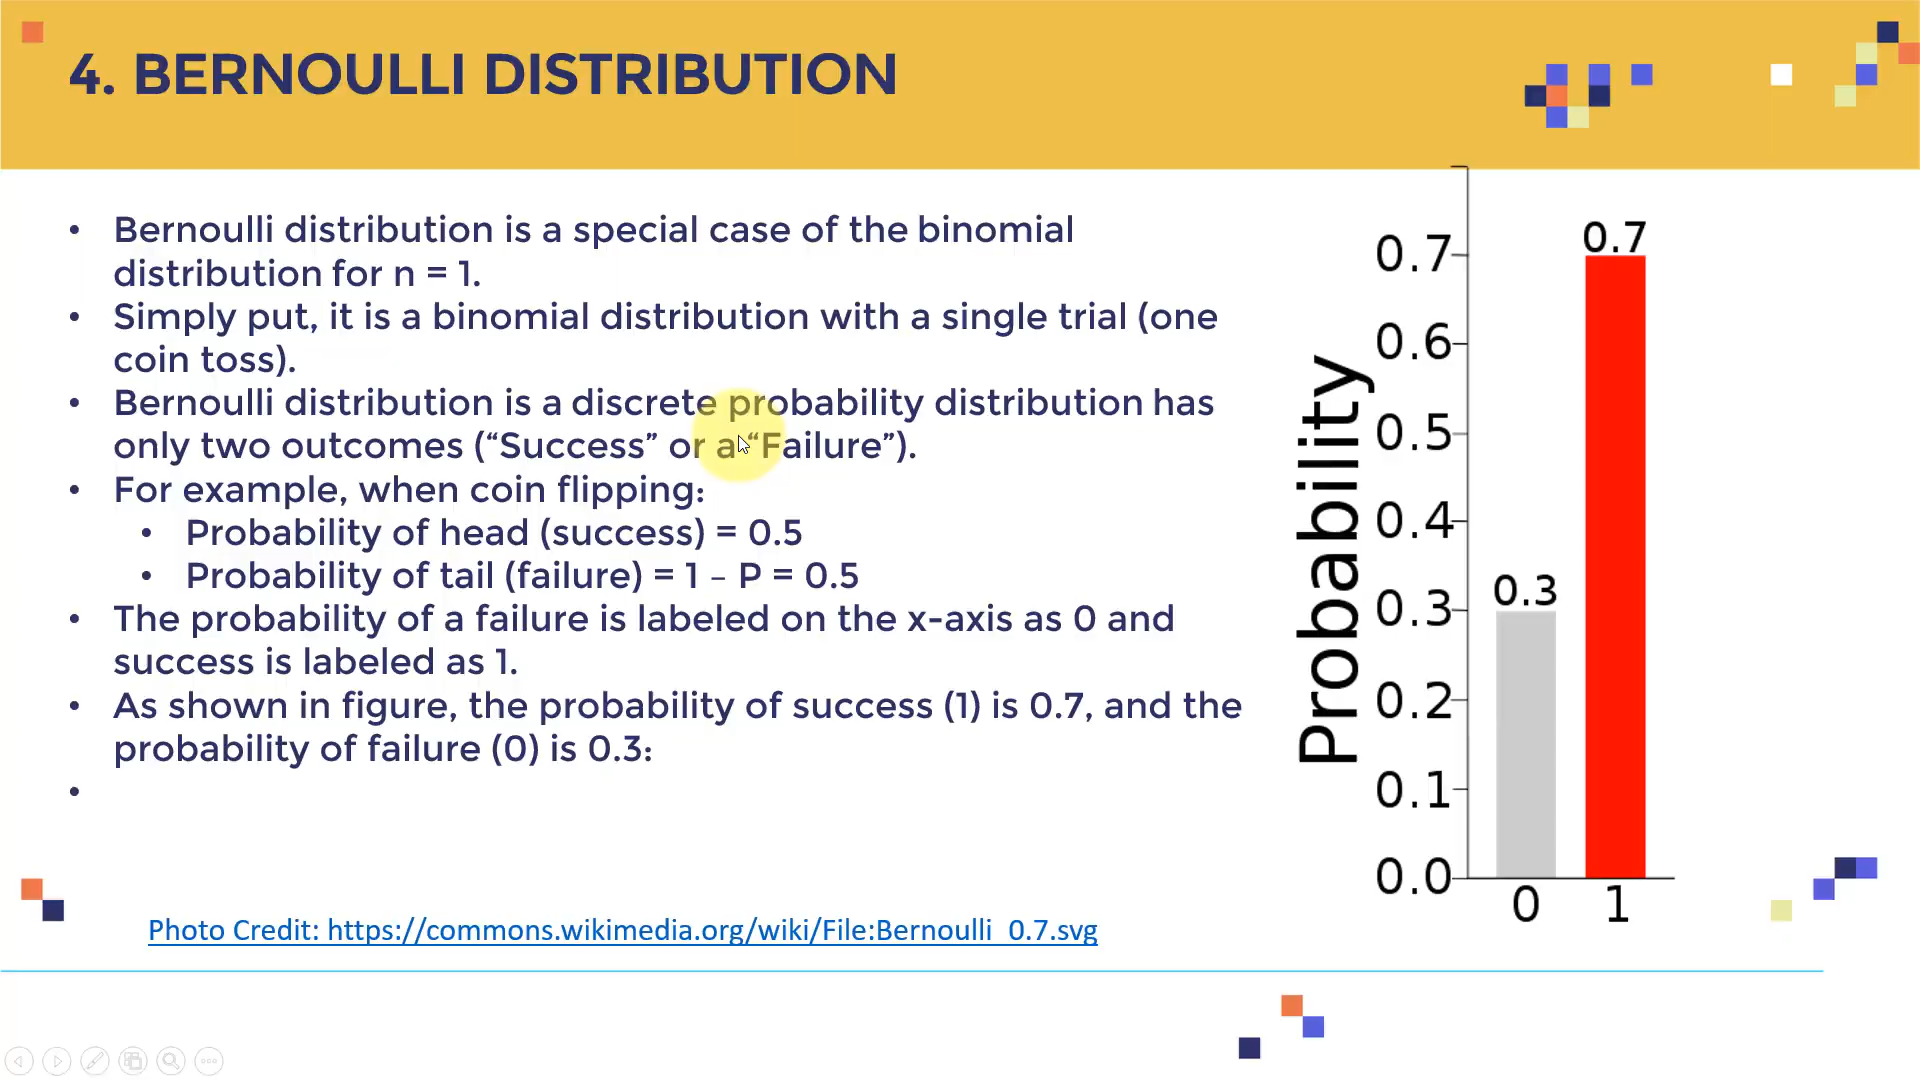 4. BERNOULLI DISTRIBUTION
• Bernoulli distribution is a special case of the binomial
distribution for n = 1.
• Simply put, it is a binomial distribution with a single trial (one
coin toss).
• Bernoulli distribution is a discrete probability distribution has
only two outcomes (“Success” or a “Failure”).
• For example, when coin flipping:
• Probability of head (success) = 0.5
• Probability of tail (failure) = 1 – P = 0.5
• The probability of a failure is labeled on the x-axis as 0 and
success is labeled as 1.
• As shown in figure, the probability of success (1) is 0.7, and the
probability of failure (0) is 0.3:
•
Photo Credit: https://commons.wikimedia.org/wiki/File:Bernoulli_0.7.svg
Probability
0.7
0.6
0.5
0.4
0.3
0.2
0.1
0.0
0.3
0.7
0
1